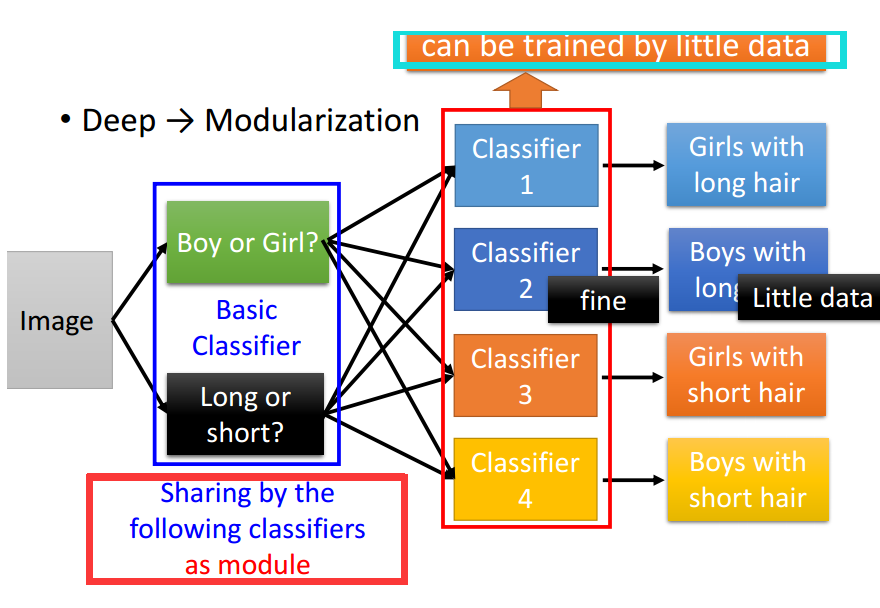 can be trained by little data
• Deep → Modularization
Image
Boy or Girl?
Basic
Classifier
Long or
short?
Sharing by the
following classifiers
as module
Classifier
1
Classifier
2
fine
Classifier
3
Classifier
4
Girls with
long hair
Boys with
long
Little data
Girls with
short hair
Boys with
short hair